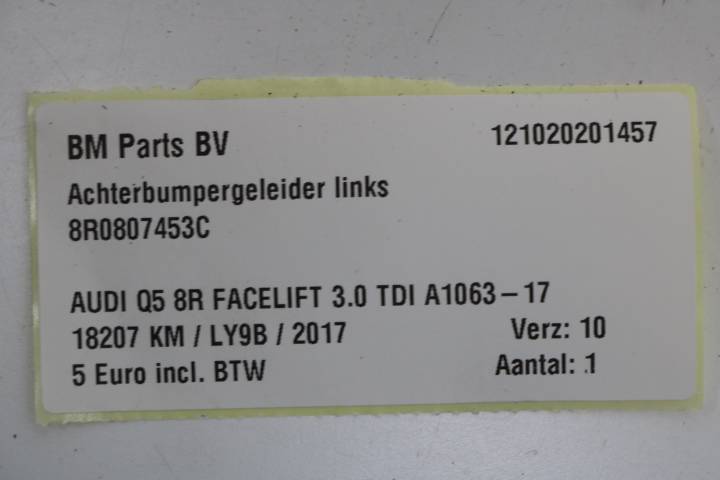 BM Parts BV 121020201457
Achterbumpergeleider links
8R0807453C
AUDI Q5 8R FACELIFT 3.0 TDI A1063-17
18207 KM / LY9B / 2017 Verz: 10
5 Euro incl. BTW Aantal: 1